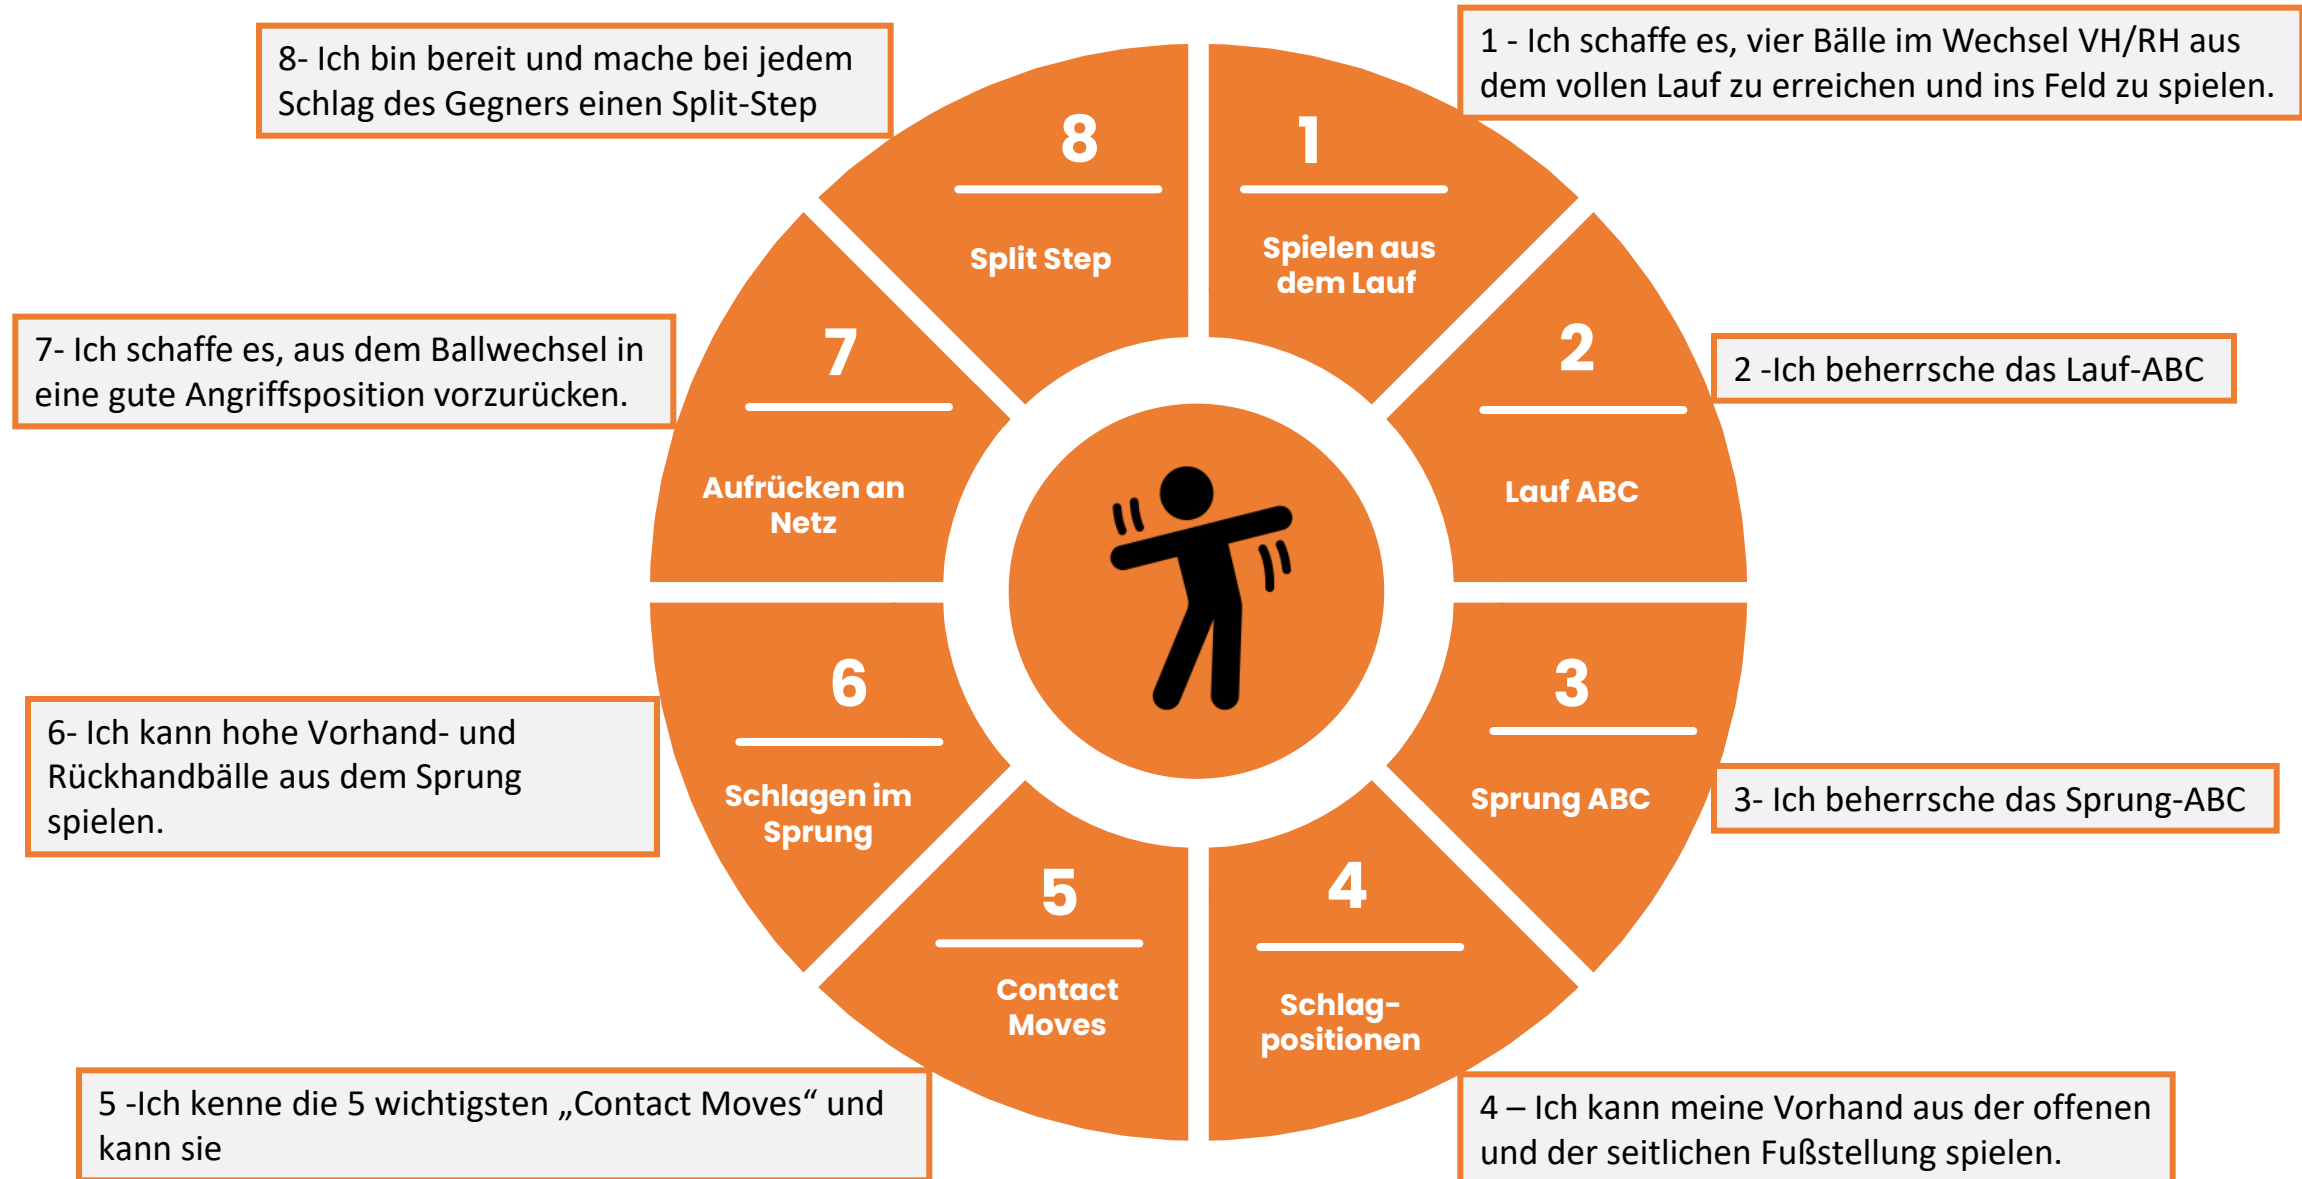 8- Ich bin bereit und mache bei jedem
Schlag des Gegners einen Split-Step
1 - Ich schaffe es, vier Bälle im Wechsel VH/RH aus
dem vollen Lauf zu erreichen und ins Feld zu spielen.
8
Split Step
1
Spielen aus
dem Lauf
7- Ich schaffe es, aus dem Ballwechsel in
eine gute Angriffsposition vorzurücken.
7
Aufrücken an
Netz
2
Lauf ABC
2 -Ich beherrsche das Lauf-ABC
6- Ich kann hohe Vorhand- und
Rückhandbälle aus dem Sprung
spielen.
6
Schlagen im
Sprung
3
Sprung ABC
3- Ich beherrsche das Sprung-ABC
5
Contact
Moves
4
Schlag-
positionen
5 -Ich kenne die 5 wichtigsten „Contact Moves“ und
kann sie
4 – Ich kann meine Vorhand aus der offenen
und der seitlichen Fußstellung spielen.